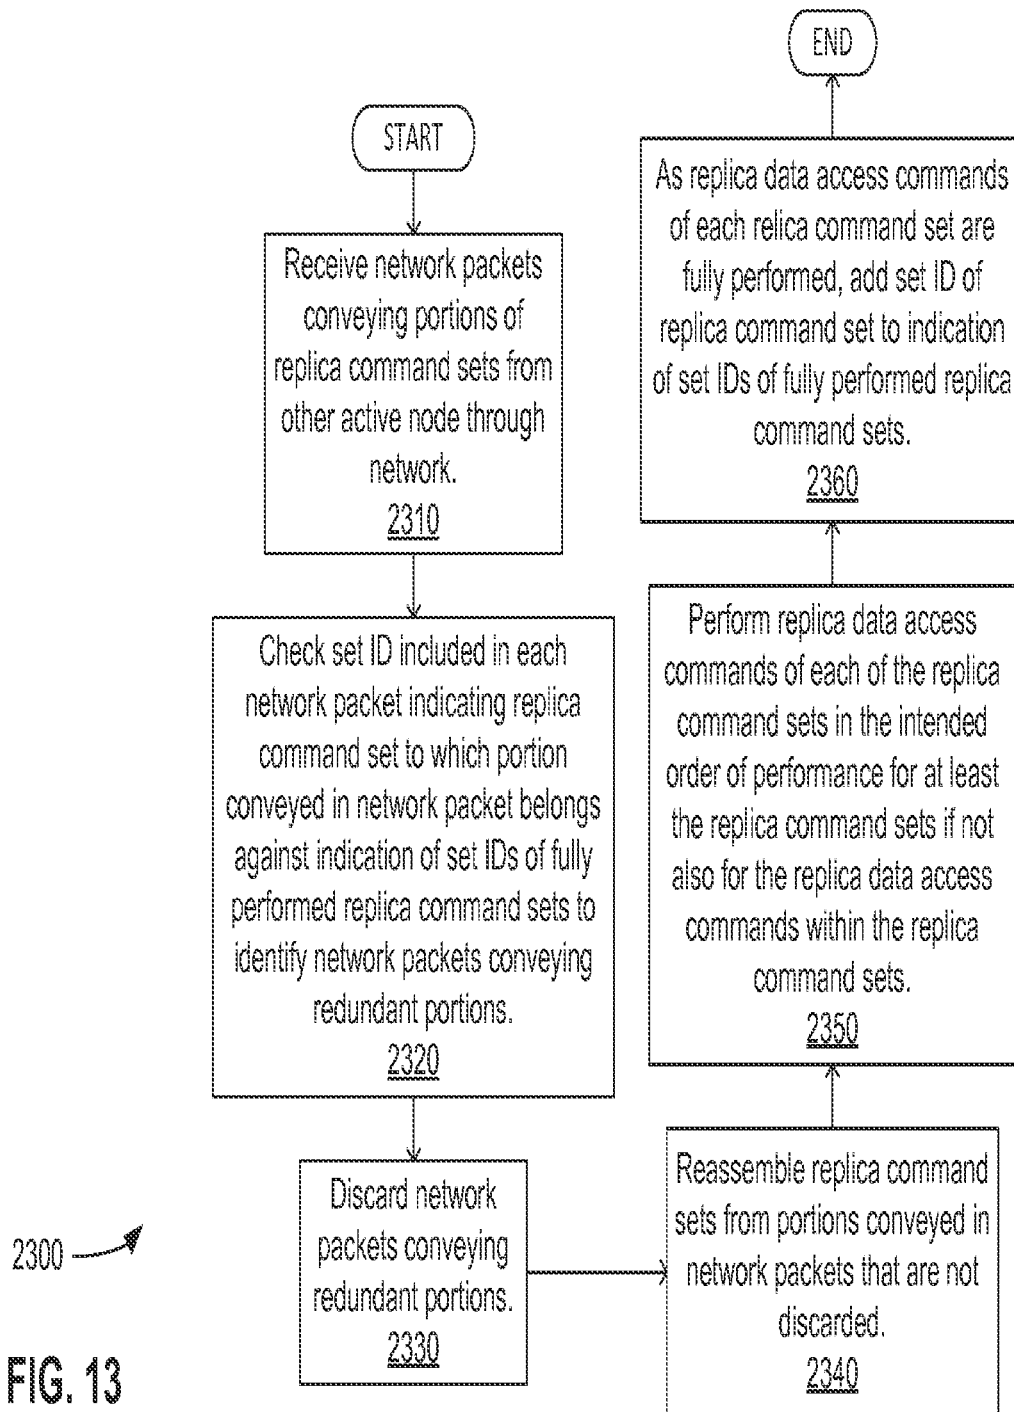 START
Receive network packets
conveying portions of
replica command sets from
other active node through
network.
2310
Check set ID included in each
network packet indicating replica
command set to which portion
conveyed in network packet belongs
against indication of set IDs of fully
performed replica command sets to
identify network packets conveying
redundant portions.
2320
Discard network
packets conveying
redundant portions.
2330
Reassemble replica command
sets from portions conveyed in
network packets that are not
discarded.
2340
Perform replica data access
commands of each of the replica
command sets in the intended
order of performance for at least
the replica command sets if not
also for the replica data access
commands within the replica
command sets.
2350
As replica data access commands
of each relica command set are
fully performed, add set ID of
replica command set to indication
of set IDs of fully performed replica
command sets.
2360
END
2300
FIG. 13